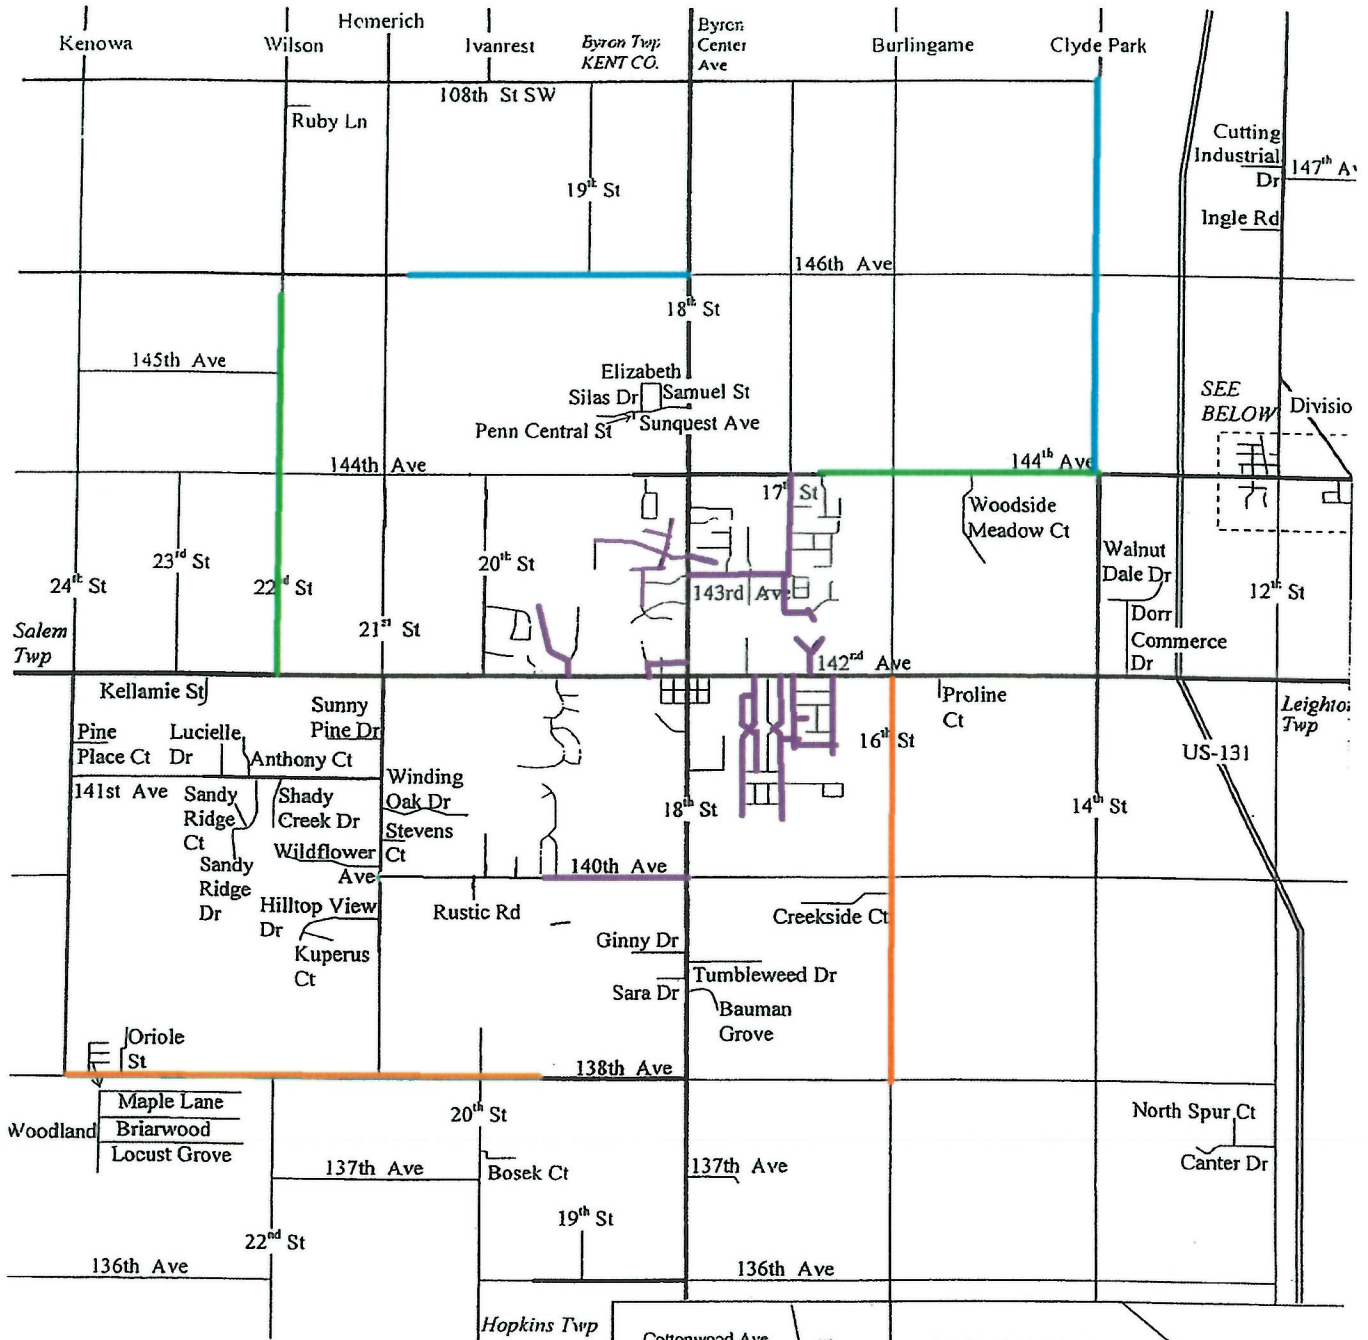 Homerich
Kenowa
Wilson
Ivanrest
Byron Twp
KENT CO.
Byron
Center
Ave
Burlingame
Clyde Park
108th St SW
Ruby Ln
Cutting
Industrial
Dr
147th Av
19th St
Ingle Rd
146th Ave
18th St
145th Ave
Elizabeth
Silas Dr
Samuel St
Penn Central St
Sunquest Ave
SEE
BELOW
Divisio
144th Ave
144th Ave
17th St
Woodside
Meadow Ct
23rd St
20th St
24th St
22nd St
143rd Ave
Walnut
Dale Dr
12th St
21st St
Dorr
Commerce
Dr
Salem
Twp
142nd Ave
Kellamie St
Sunny
Pine Dr
Proline
Ct
Leighto
Twp
Pine
Place Ct
Lucielle
Dr
Anthony Ct
16th St
US-131
141st Ave
Sandy
Ridge
Ct
Shady
Creek Dr
Winding
Oak Dr
18th St
14th St
Stevens
Ct
Wildflower
Ave
Sandy
Ridge
Dr
140th Ave
Hilltop View
Dr
Rustic Rd
Creekside Ct
Kuperus
Ct
Ginny Dr
Tumbleweed Dr
Sara Dr
Bauman
Grove
Oriole
St
138th Ave
Maple Lane
20th St
North Spur Ct
Woodland
Briarwood
Locust Grove
137th Ave
Bosek Ct
137th Ave
Canter Dr
19th St
22nd St
136th Ave
136th Ave
Hopkins Twp
Cottonwood Ave